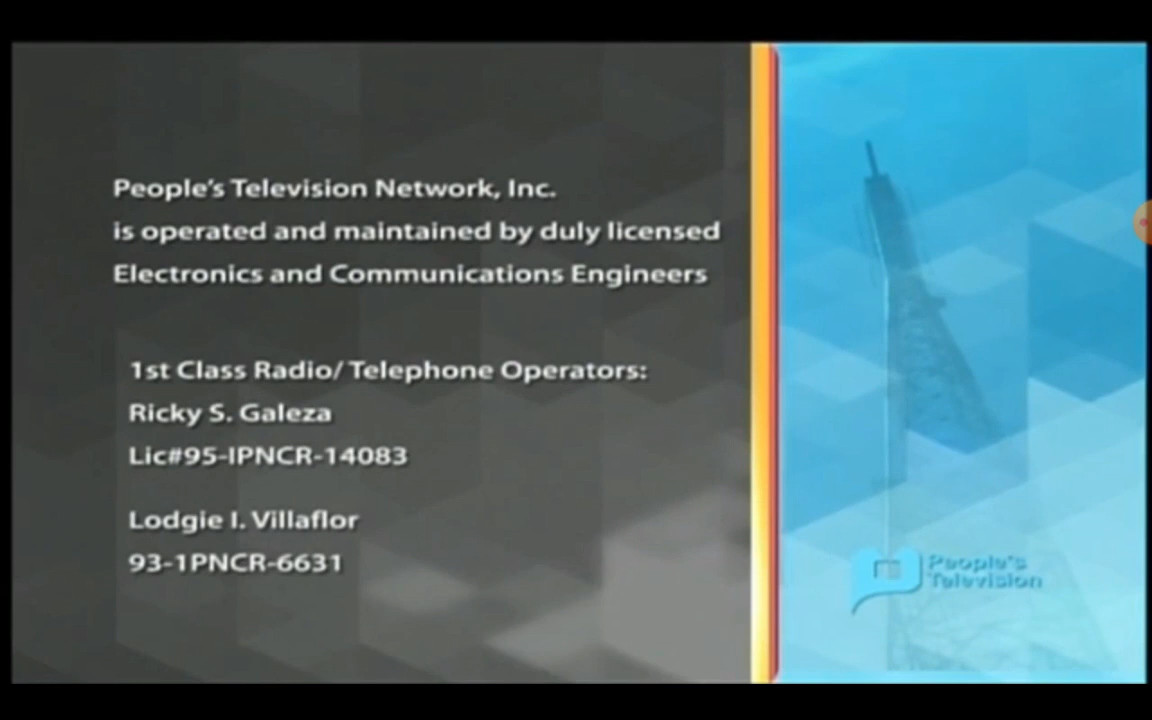 People's Television Network, Inc.
is operated and maintained by duly licensed
Electronics and Communications Engineers
1st Class Radio/ Telephone Operators:
Ricky S. Galeza
Lic#95-IPNCR-14083
Lodgie I. Villaflor
93-1PNCR-6631
People's
Television